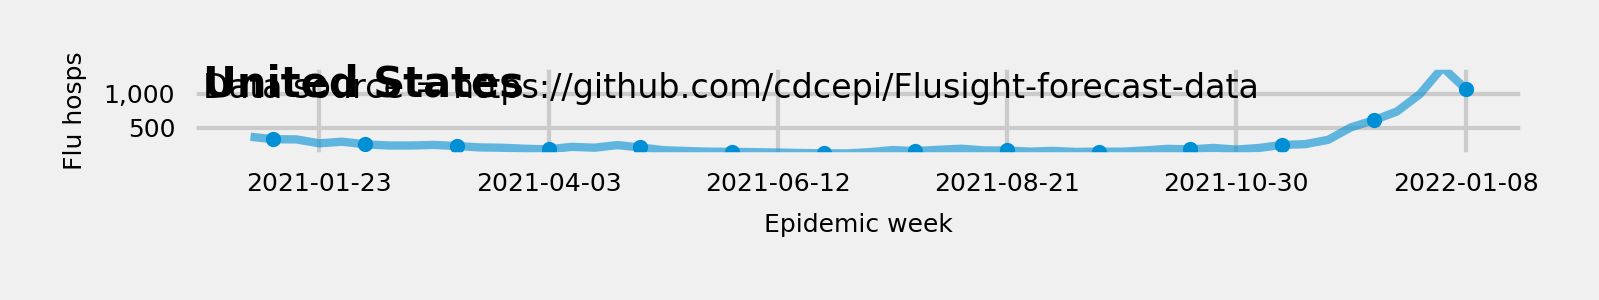 United States
Data source = https://github.com/cdcepi/Flusight-forecast-data
Flu hosps
1,000
500
2021-01-23 2021-04-03 2021-06-12 2021-08-21 2021-10-30 2022-01-08
Epidemic week